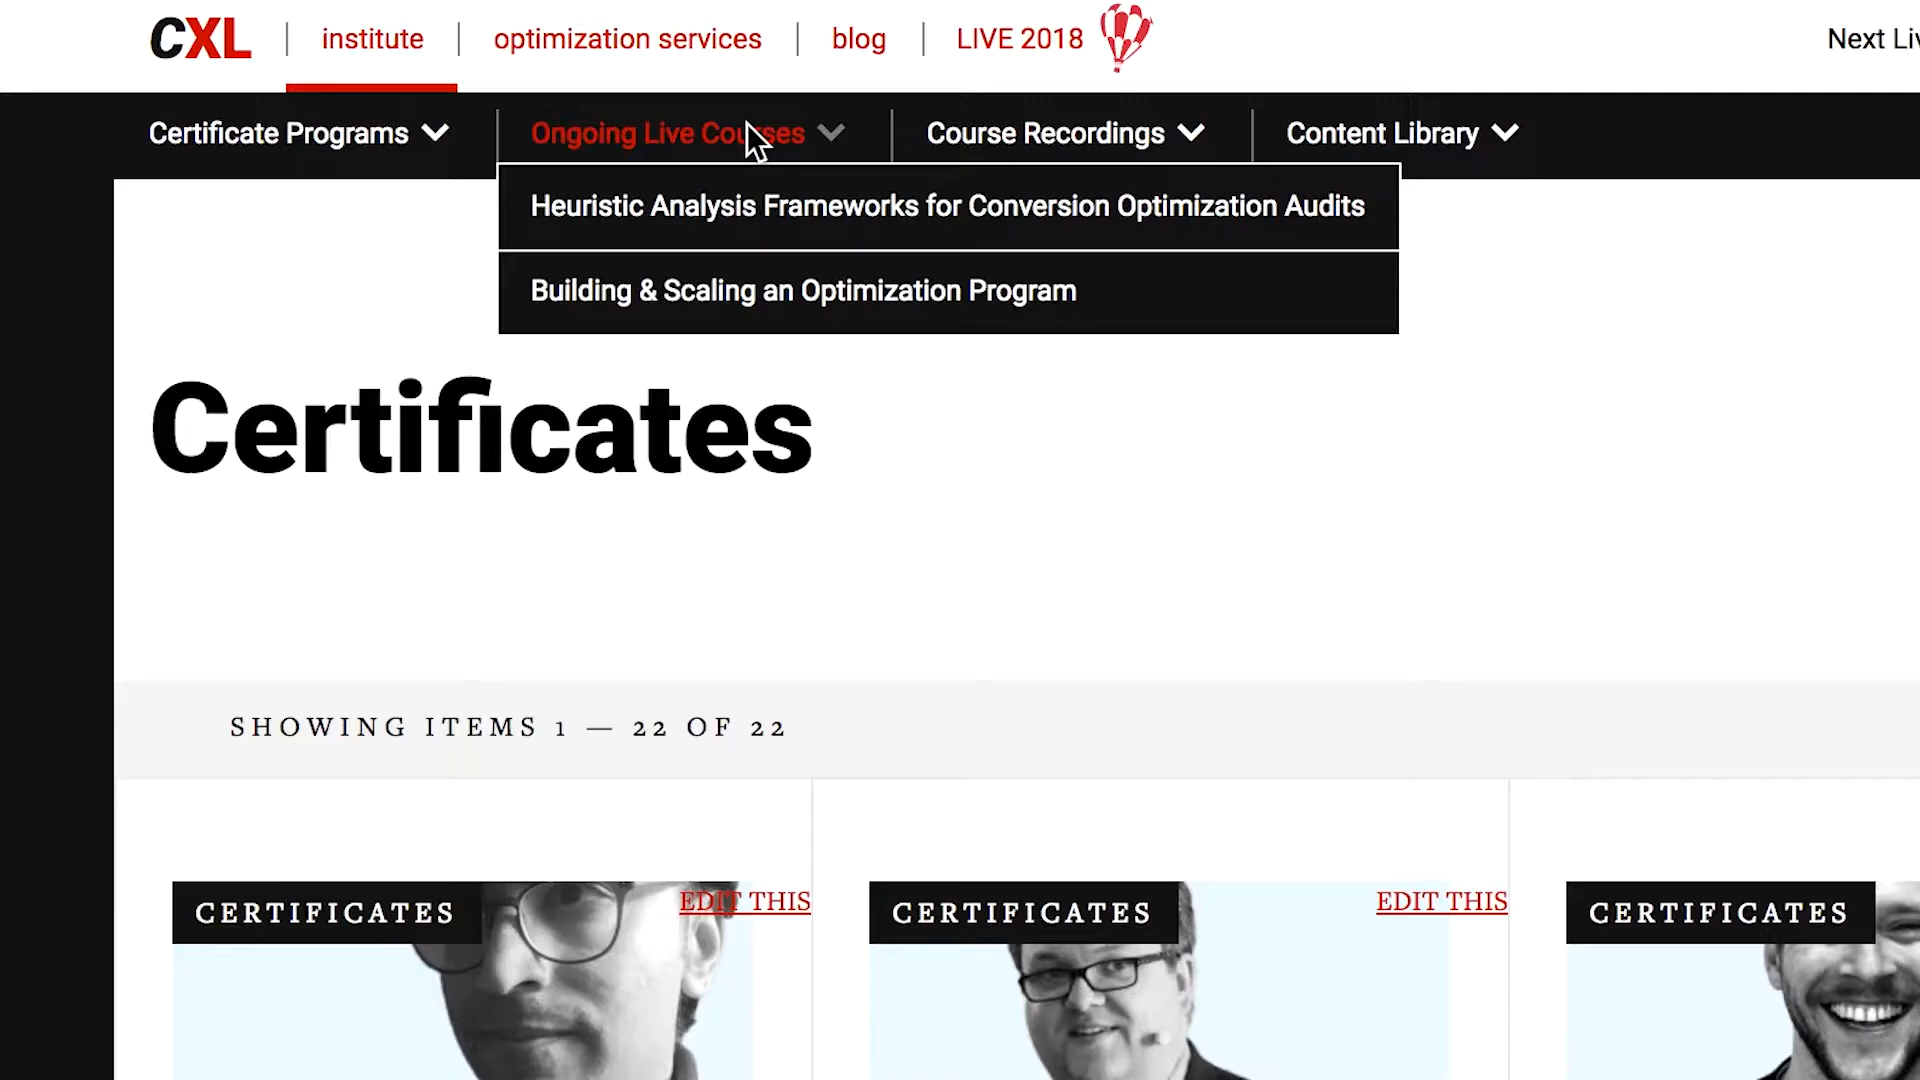 CXL
institute
optimization services
blog
LIVE 2018
Next
Certificate Programs
Ongoing Live Courses
Course Recordings
Content Library
Heuristic Analysis Frameworks for Conversion Optimization Audits
Building & Scaling an Optimization Program
Certificates
SHOWING ITEMS 1 — 22 OF 22
CERTIFICATES
EDIT THIS
CERTIFICATES
EDIT THIS
CERTIFICATES